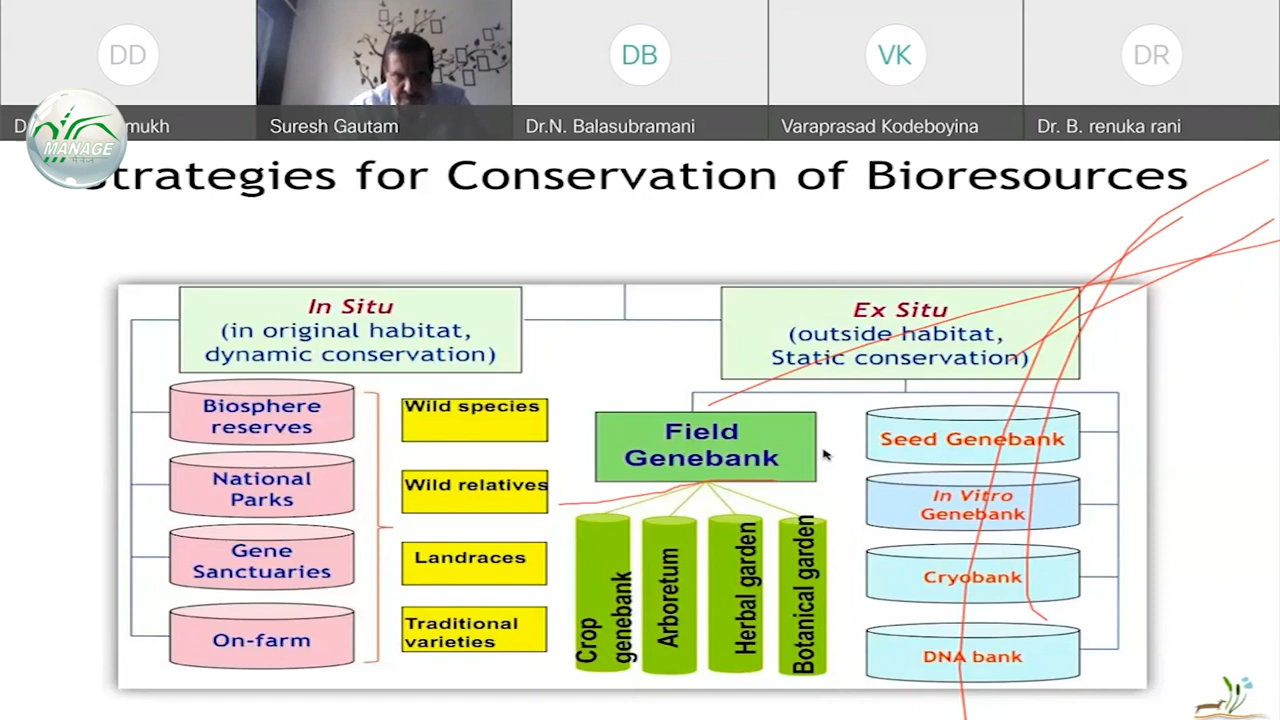 DD
DB
VK
DR
Suresh Gautam
Dr.N. Balasubramani
Varaprasad Kodeboyina
Dr. B. renuka rani
MANAGE
Strategies for Conservation of Bioresources
In Situ
(in original habitat,
dynamic conservation)
Ex Situ
(outside habitat,
Static conservation)
Biosphere
reserves
National
Parks
Gene
Sanctuaries
On-farm
Wild species
Wild relatives
Landraces
Traditional
varieties
Field
Genebank
Crop
genebank
Arboretum
Herbal garden
Botanical garden
Seed Genebank
In Vitro
Genebank
Cryobank
DNA bank